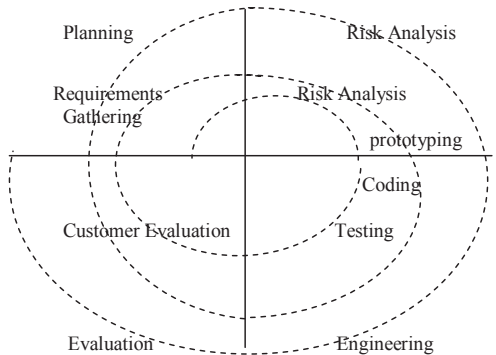 Planning
Risk Analysis
Requirements
Gathering
Risk Analysis
prototyping
Coding
Customer Evaluation
Testing
Evaluation
Engineering